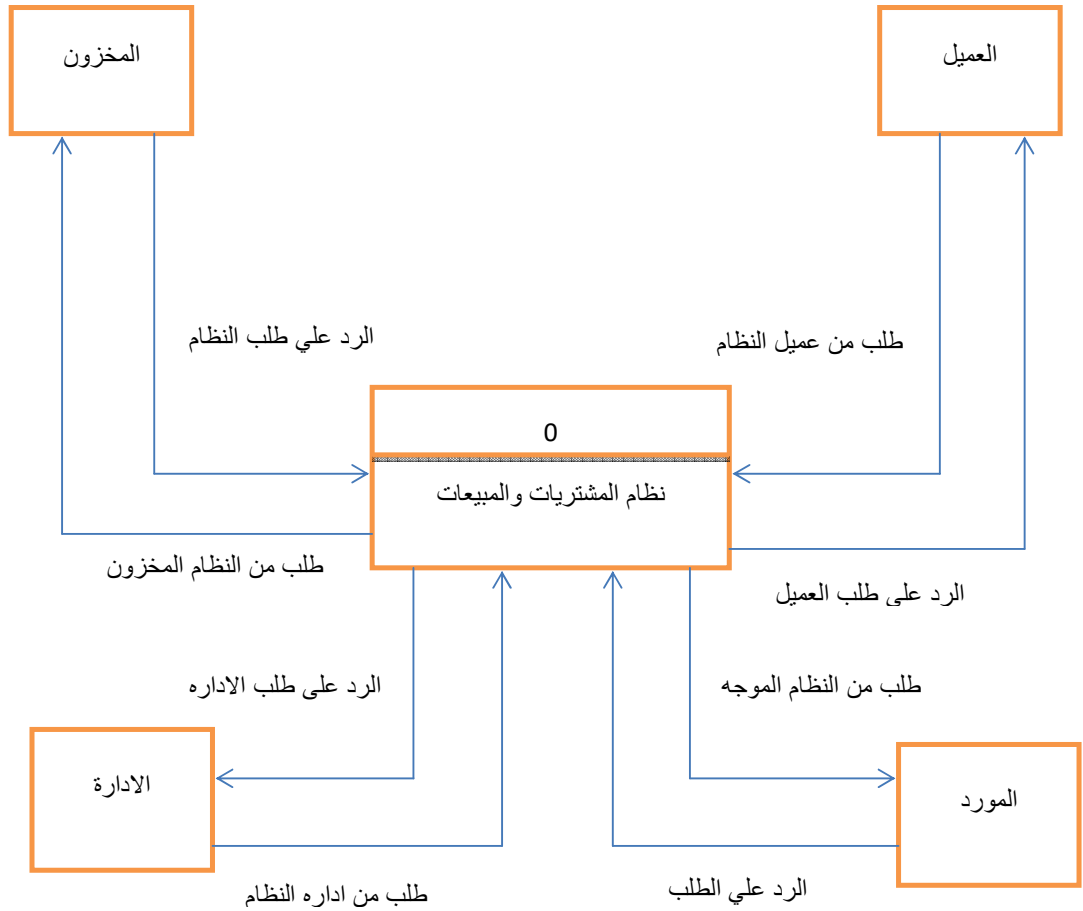 العميل
المخزون
طلب من عميل النظام
الرد علي طلب النظام
0
نظام المشتريات والمبيعات
طلب من النظام المخزون
الرد على طلب العميل
طلب من النظام الموجه
الرد على طلب الاداره
المورد
الادارة
الرد علي الطلب
طلب من اداره النظام